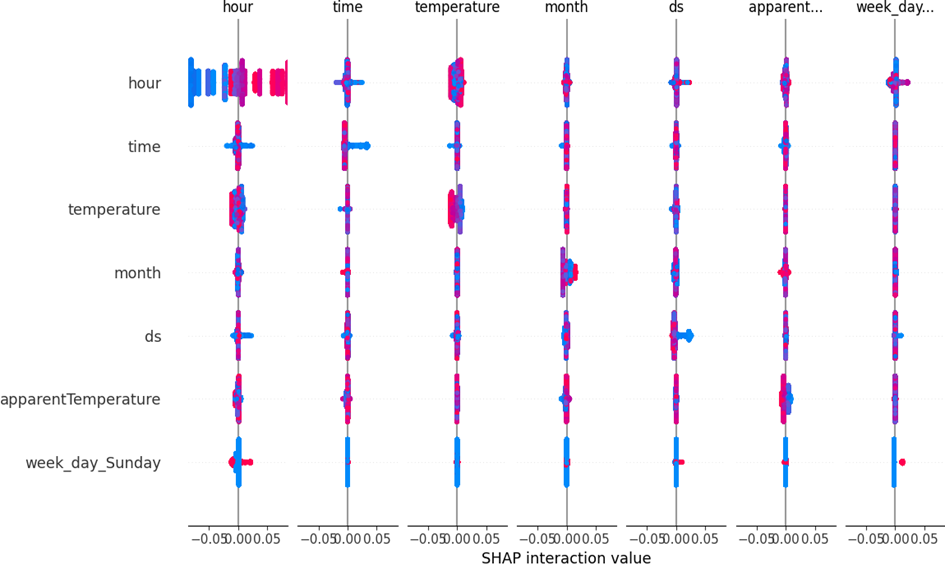 hour time temperature month ds apparent... week_day...
hour
time
temperature
month
ds
apparentTemperature
week_day_Sunday
−0.05 0.00 0.05 −0.05 0.00 0.05 −0.05 0.00 0.05 −0.05 0.00 0.05 −0.05 0.00 0.05 −0.05 0.00 0.05 −0.05 0.00 0.05
SHAP interaction value